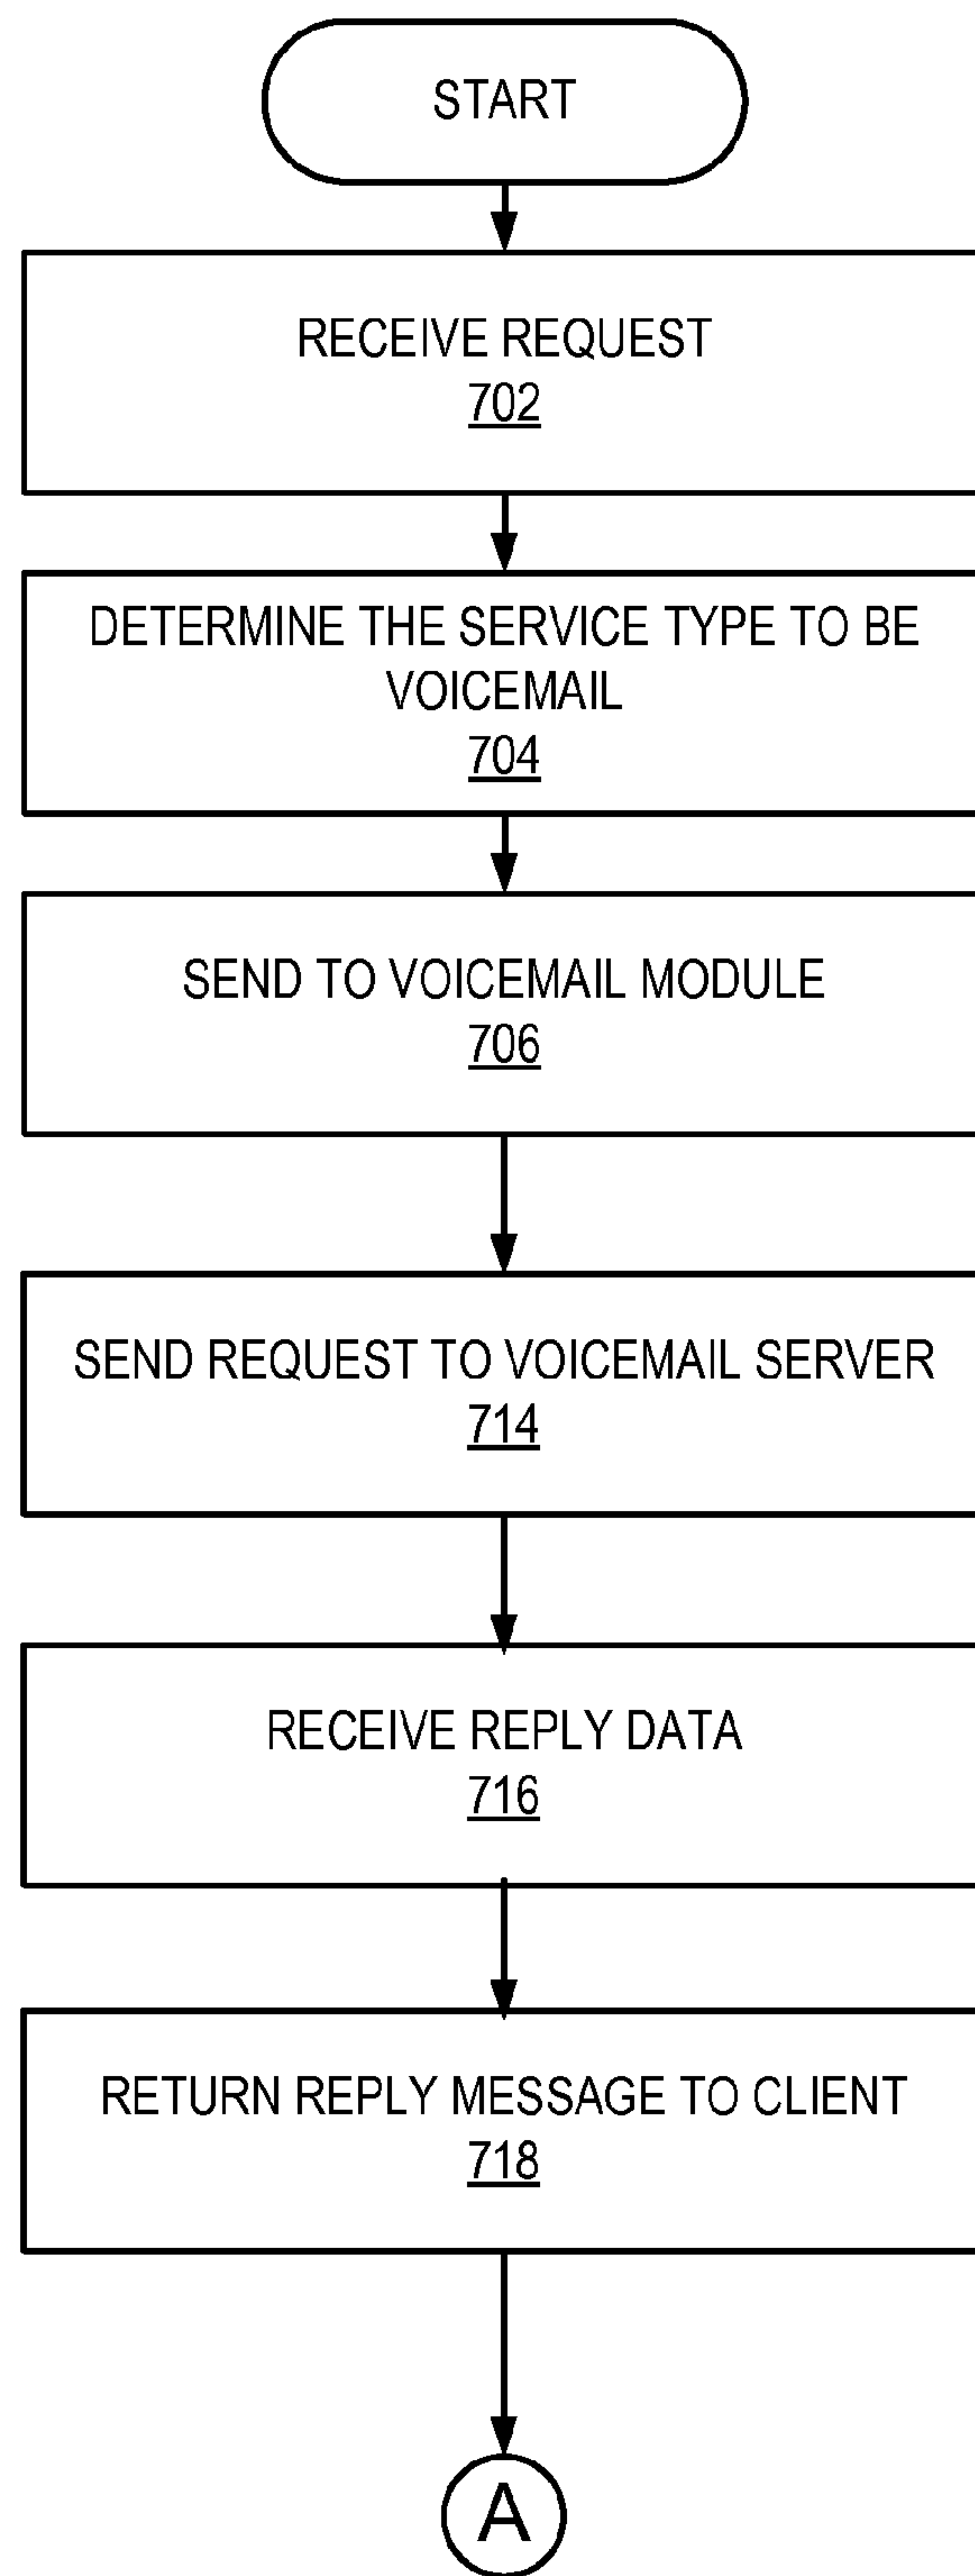 START
RECEIVE REQUEST
702
DETERMINE THE SERVICE TYPE TO BE
VOICEMAIL
704
SEND TO VOICEMAIL MODULE
706
SEND REQUEST TO VOICEMAIL SERVER
714
RECEIVE REPLY DATA
716
RETURN REPLY MESSAGE TO CLIENT
718
A